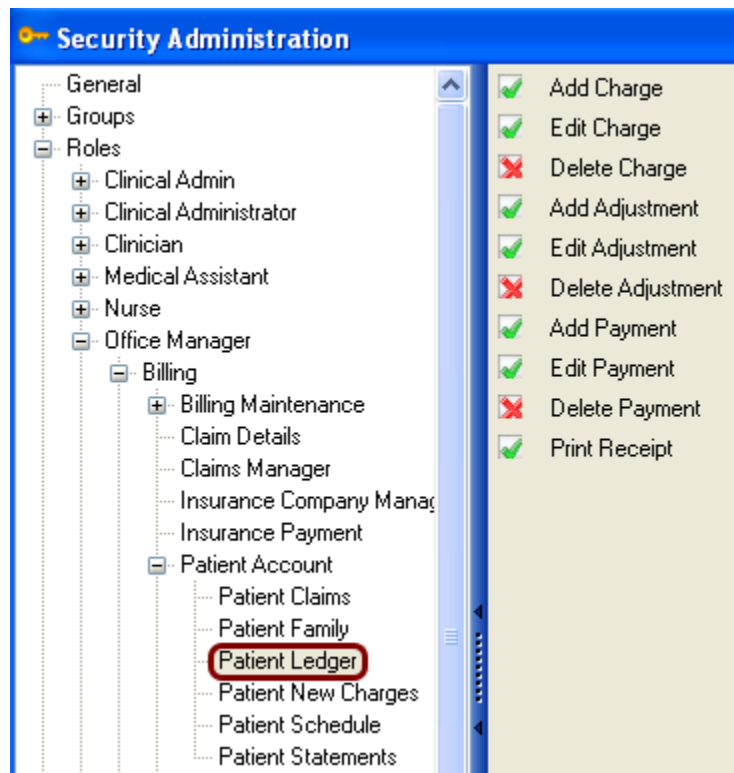 Security Administration
General
Groups
Roles
Clinical Admin
Clinical Administrator
Clinician
Medical Assistant
Nurse
Office Manager
Billing
Billing Maintenance
Claim Details
Claims Manager
Insurance Company Manag
Insurance Payment
Patient Account
Patient Claims
Patient Family
Patient Ledger
Patient New Charges
Patient Schedule
Patient Statements
Add Charge
Edit Charge
Delete Charge
Add Adjustment
Edit Adjustment
Delete Adjustment
Add Payment
Edit Payment
Delete Payment
Print Receipt